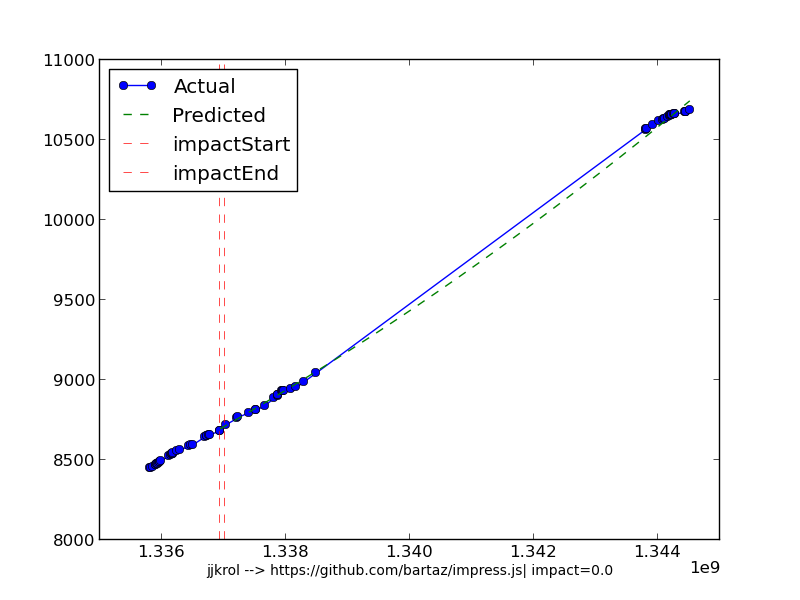 11000
10500
10000
9500
9000
8500
8000
Actual
Predicted
impactStart
impactEnd
1.336 1.338 1.340 1.342 1.344
1e9
jjkrol --> https://github.com/bartaz/impress.js| impact=0.0